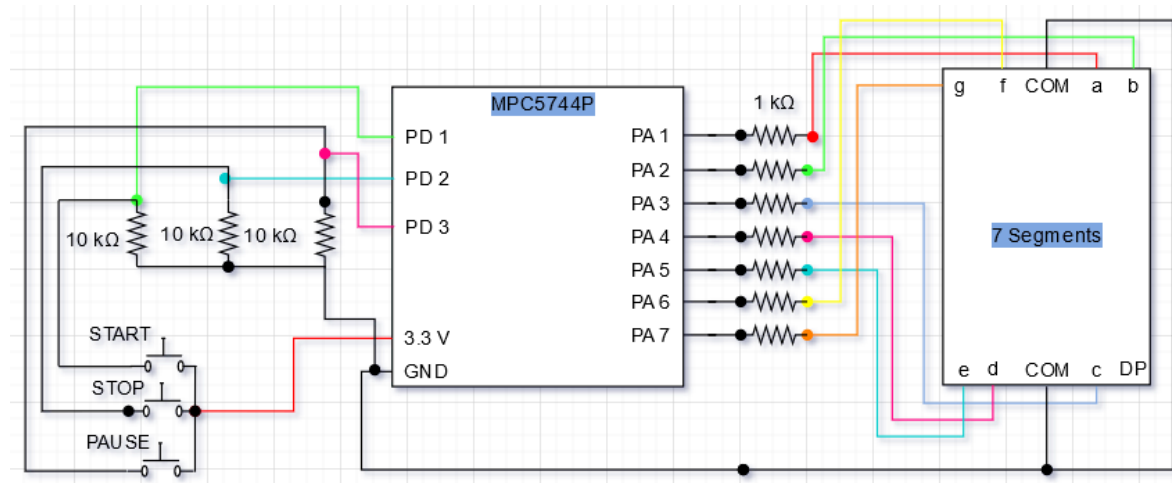 MPC5744P
PD 1
PD 2
PD 3
3.3 V
GND
PA 1
PA 2
PA 3
PA 4
PA 5
PA 6
PA 7
10 kΩ
10 kΩ
10 kΩ
START
STOP
PAUSE
1 kΩ
g f COM a b
7 Segments
e d COM c DP